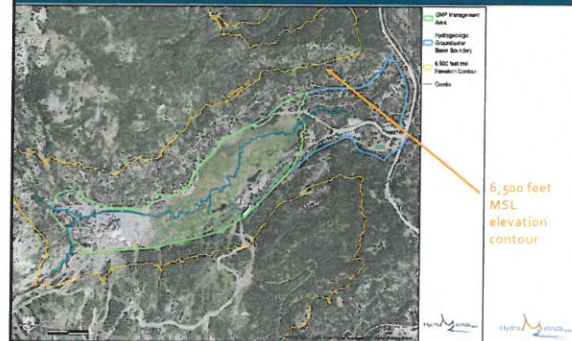 GMP Management
Area
Hydrogeologic
Groundwater
Basin Boundary
6,500 feet msl
Elevation Contour
Creeks
6,500 feet
MSL
elevation
contour